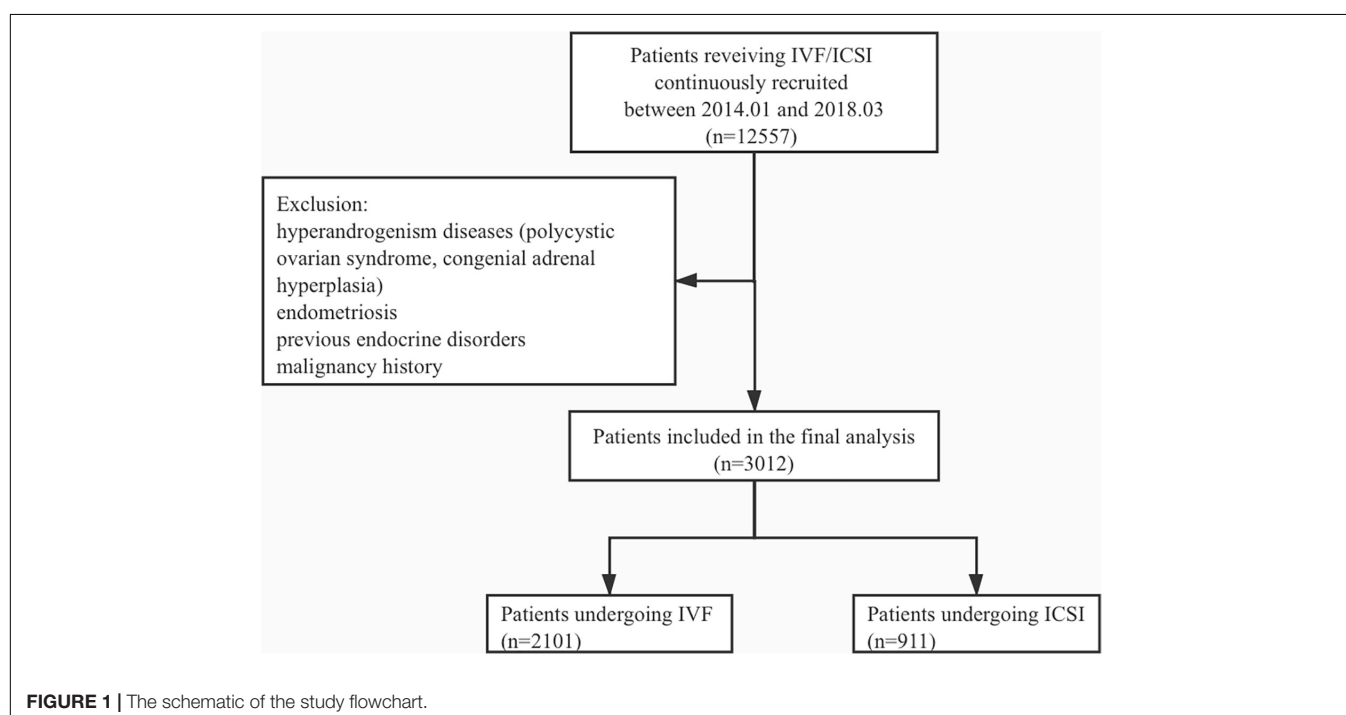 Patients reveiving IVF/ICSI
continuously recruited
between 2014.01 and 2018.03
(n=12557)
Exclusion:
hyperandrogenism diseases (polycystic
ovarian syndrome, congenial adrenal
hyperplasia)
endometriosis
previous endocrine disorders
malignancy history
Patients included in the final analysis
(n=3012)
Patients undergoing IVF
(n=2101)
Patients undergoing ICSI
(n=911)
FIGURE 1 | The schematic of the study flowchart.